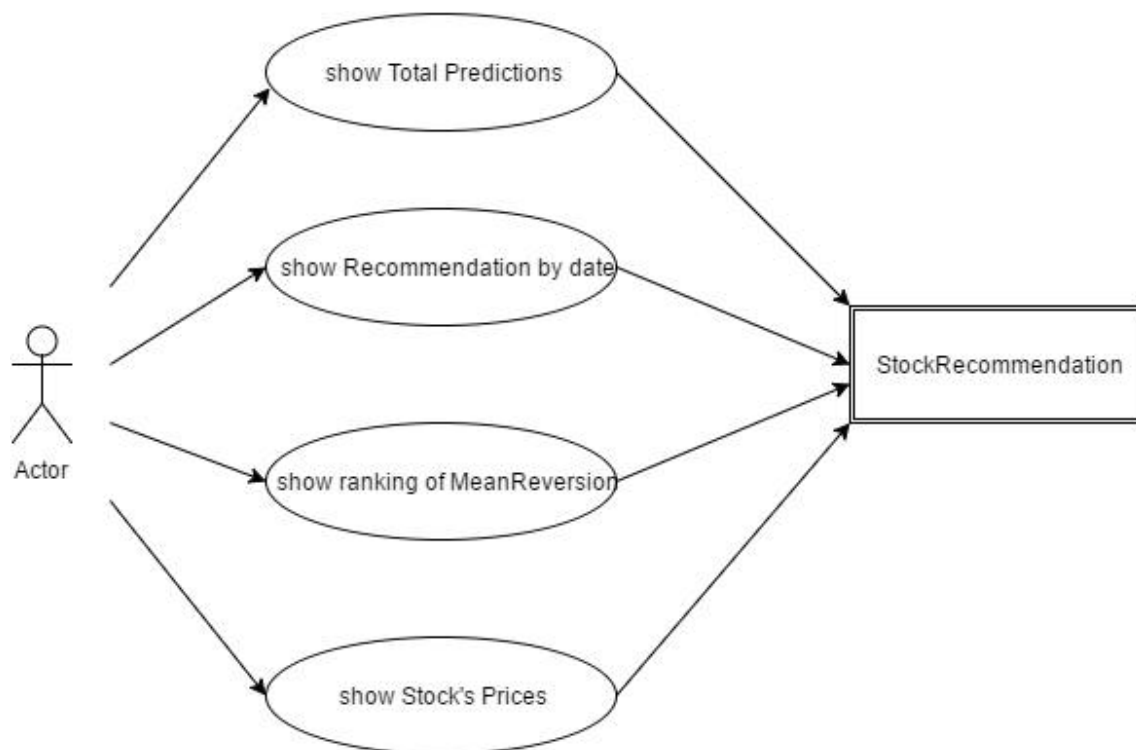 show Total Predictions
show Recommendation by date
StockRecommendation
Actor
show ranking of MeanReversion
show Stock's Prices